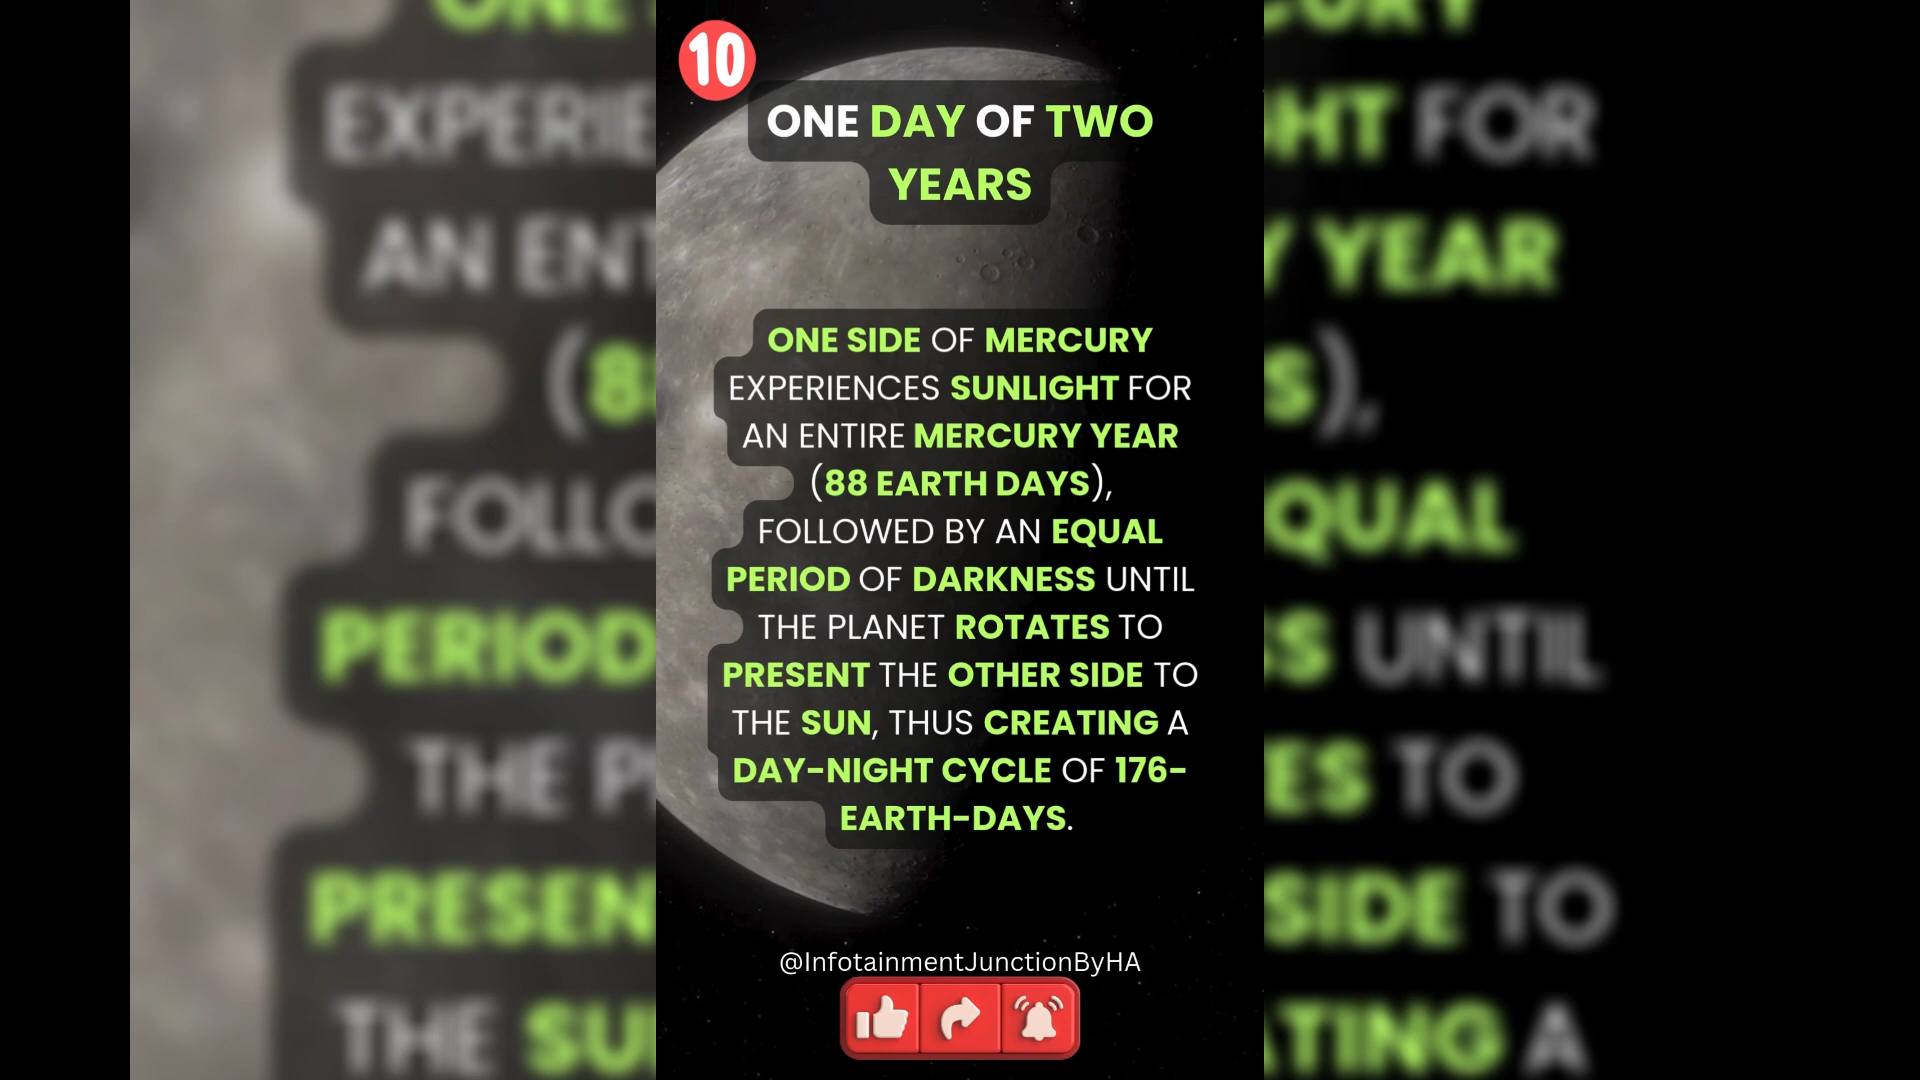 10
ONE DAY OF TWO
YEARS
ONE SIDE OF MERCURY
EXPERIENCES SUNLIGHT FOR
AN ENTIRE MERCURY YEAR
(88 EARTH DAYS),
FOLLOWED BY AN EQUAL
PERIOD OF DARKNESS UNTIL
THE PLANET ROTATES TO
PRESENT THE OTHER SIDE TO
THE SUN, THUS CREATING A
DAY-NIGHT CYCLE OF 176-
EARTH-DAYS.
@InfotainmentJunctionByHA